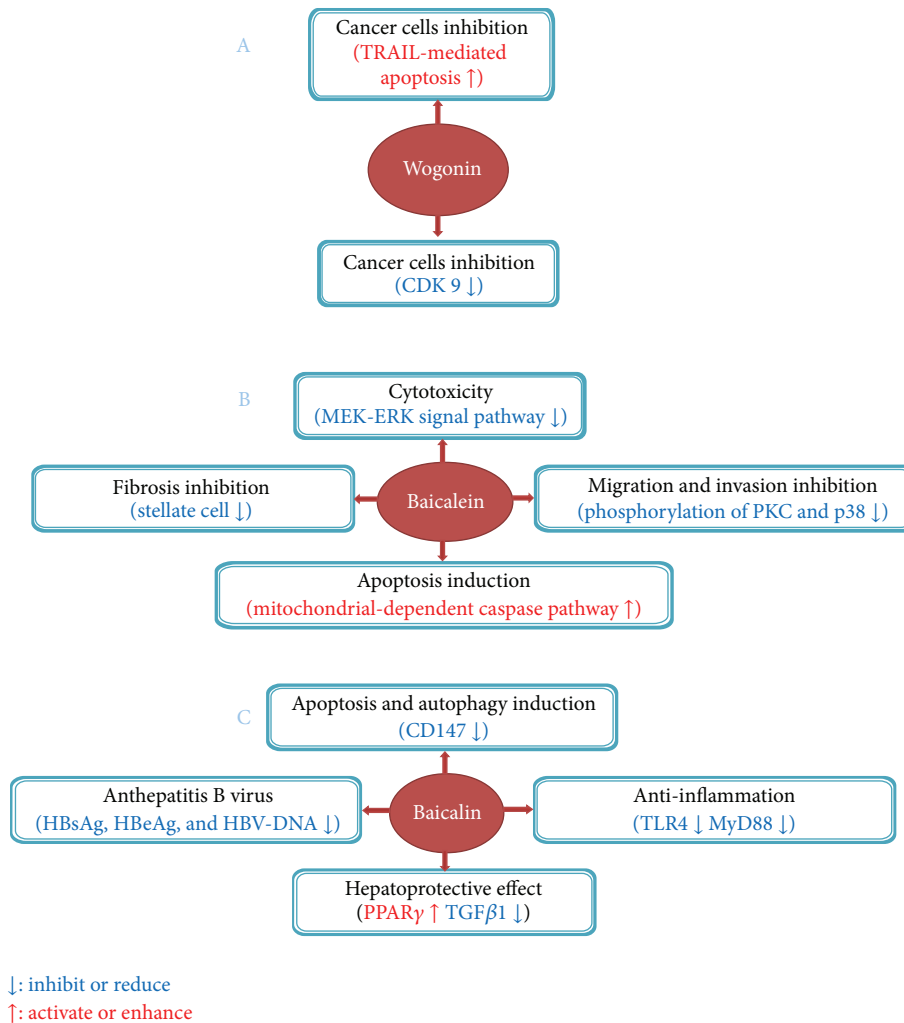 A
Cancer cells inhibition
(TRAIL-mediated
apoptosis ↑)
Wogonin
Cancer cells inhibition
(CDK 9 ↓)
B
Cytotoxicity
(MEK-ERK signal pathway ↓)
Fibrosis inhibition
(stellate cell ↓)
Baicalein
Migration and invasion inhibition
(phosphorylation of PKC and p38 ↓)
Apoptosis induction
(mitochondrial-dependent caspase pathway ↑)
C
Apoptosis and autophagy induction
(CD147 ↓)
Anthepatitis B virus
(HBsAg, HBeAg, and HBV-DNA ↓)
Baicalin
Anti-inflammation
(TLR4 ↓ MyD88 ↓)
Hepatoprotective effect
(PPARγ ↑ TGFβ1 ↓)
↓: inhibit or reduce
↑: activate or enhance